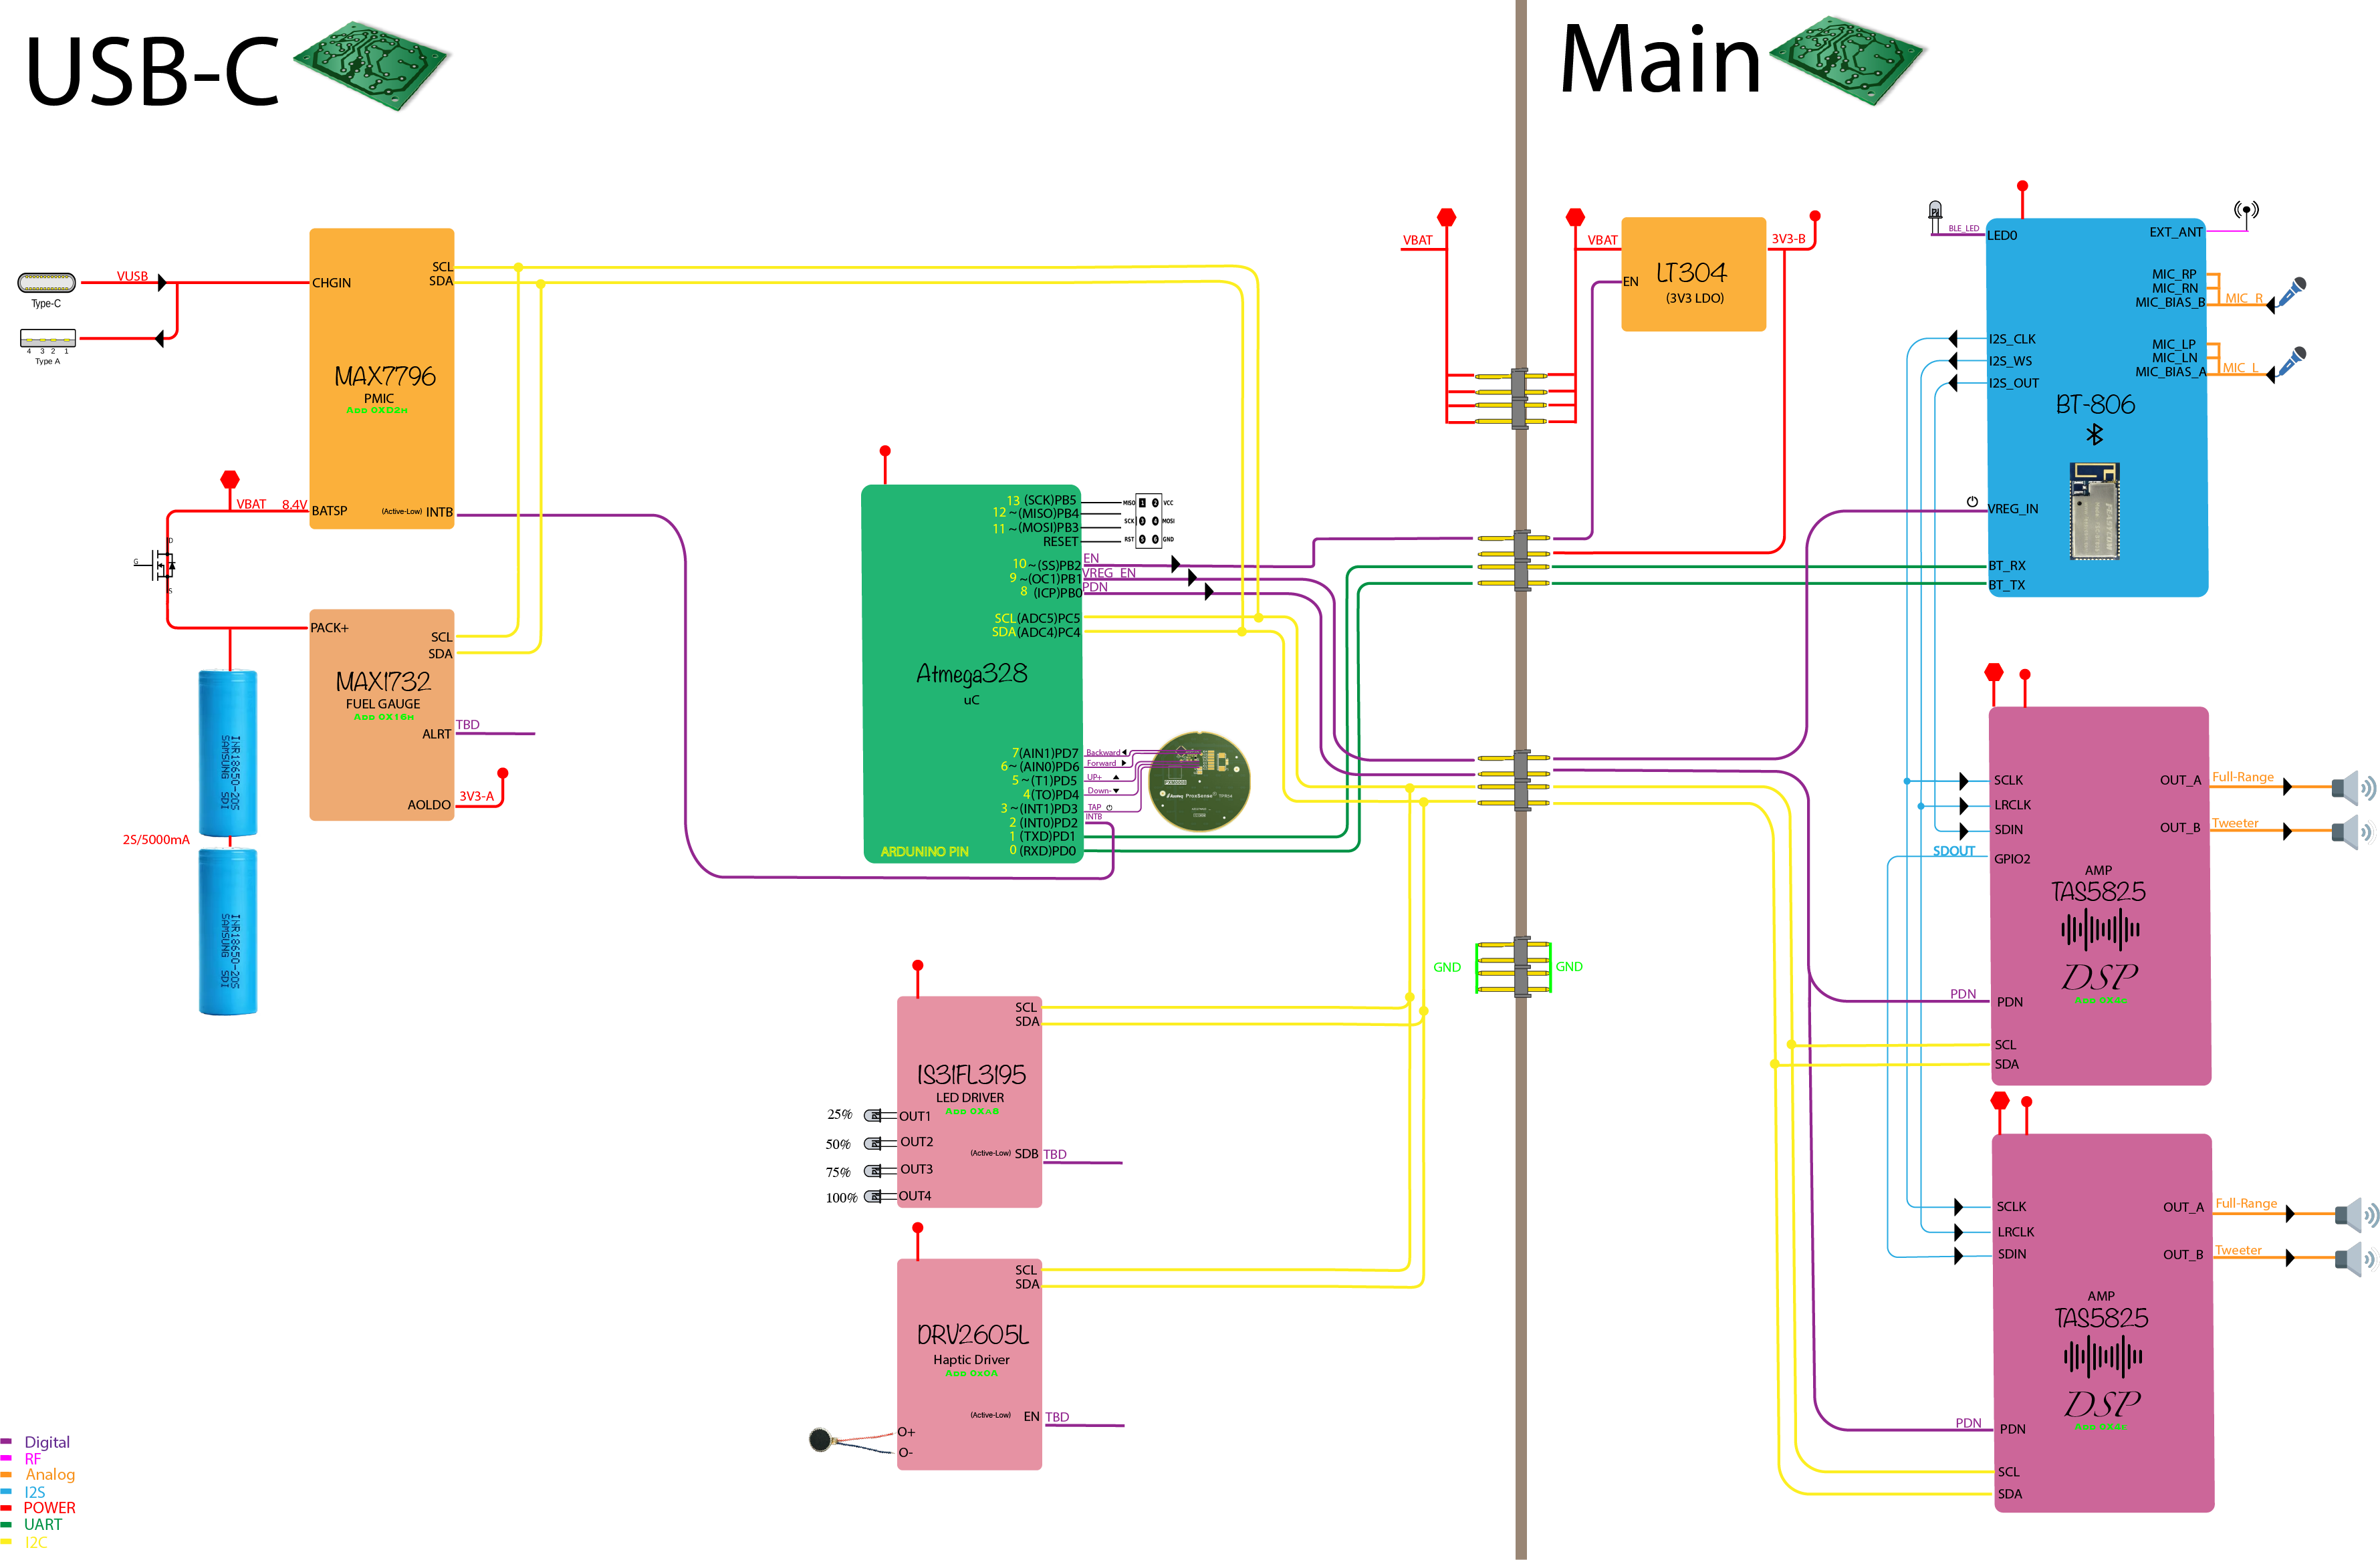 USB-C
Main
VUSB
Type-C
4 3 2 1
Type A
CHGIN
SCL
SDA
MAX7796
PMIC
ADD 0XD2H
VBAT 8.4V
BATSP
(Active-Low) INTB
D
G
S
PACK+
SCL
SDA
MAX1732
FUEL GAUGE
ADD 0X16H
ALRT TBD
AOLDO 3V3-A
INR18650-20S
SAMSUNG SDI
2S/5000mA
INR18650-20S
SAMSUNG SDI
13 (SCK)PB5
12 ~ (MISO)PB4
11 ~ (MOSI)PB3
RESET
MISO 1 2 VCC
SCK 3 4 MOSI
RST 5 6 GND
10 ~ (SS)PB2 EN
9 ~ (OC1)PB1 VREG_EN
8 (ICP)PB0 PDN
SCL (ADC5)PC5
SDA (ADC4)PC4
Atmega328
uC
7 (AIN1)PD7 Backward
6 ~ (AIN0)PD6 Forward
5 ~ (T1)PD5 UP+
4 (TO)PD4 Down-
3 ~ (INT1)PD3 TAP
2 (INT0)PD2 INTB
1 (TXD)PD1
0 (RXD)PD0
ARDUNINO PIN
Azoteq ProxSense
SCL
SDA
IS31FL3195
LED DRIVER
25% OUT1
50% OUT2
75% OUT3
100% OUT4
(Active-Low) SDB TBD
SCL
SDA
DRV2605L
Haptic Driver
ADD 0x0A
(Active-Low) EN TBD
O+
O-
Digital
RF
Analog
I2S
POWER
UART
I2C
VBAT
VBAT
3V3-B
EN
LT304
(3V3 LDO)
GND
GND
BLE_LED
LED0
EXT_ANT
MIC_RP
MIC_RN
MIC_BIAS_B MIC_R
MIC_LP
MIC_LN
MIC_BIAS_A MIC_L
I2S_CLK
I2S_WS
I2S_OUT
BT-806
VREG_IN
BT_RX
BT_TX
SCLK
LRCLK
SDIN
SDOUT
GPIO2
OUT_A Full-Range
OUT_B Tweeter
AMP
TAS5825
DSP
PDN PDN
SCL
SDA
SCLK
LRCLK
SDIN
OUT_A Full-Range
OUT_B Tweeter
AMP
TAS5825
DSP
PDN PDN
SCL
SDA